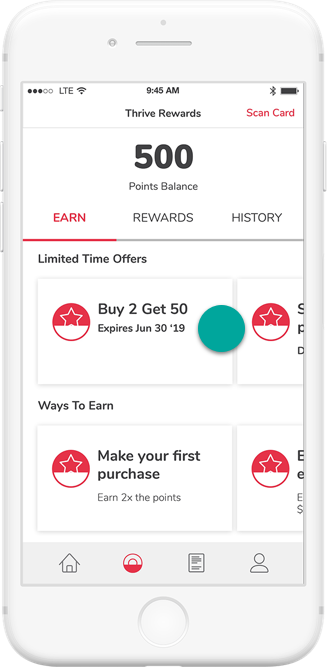 LTE 9:45 AM
Thrive Rewards Scan Card
500
Points Balance
EARN REWARDS HISTORY
Limited Time Offers
Buy 2 Get 50
Expires Jun 30 ‘19
S
p
D
Ways To Earn
Make your first
purchase
Earn 2x the points
E
e
E
$